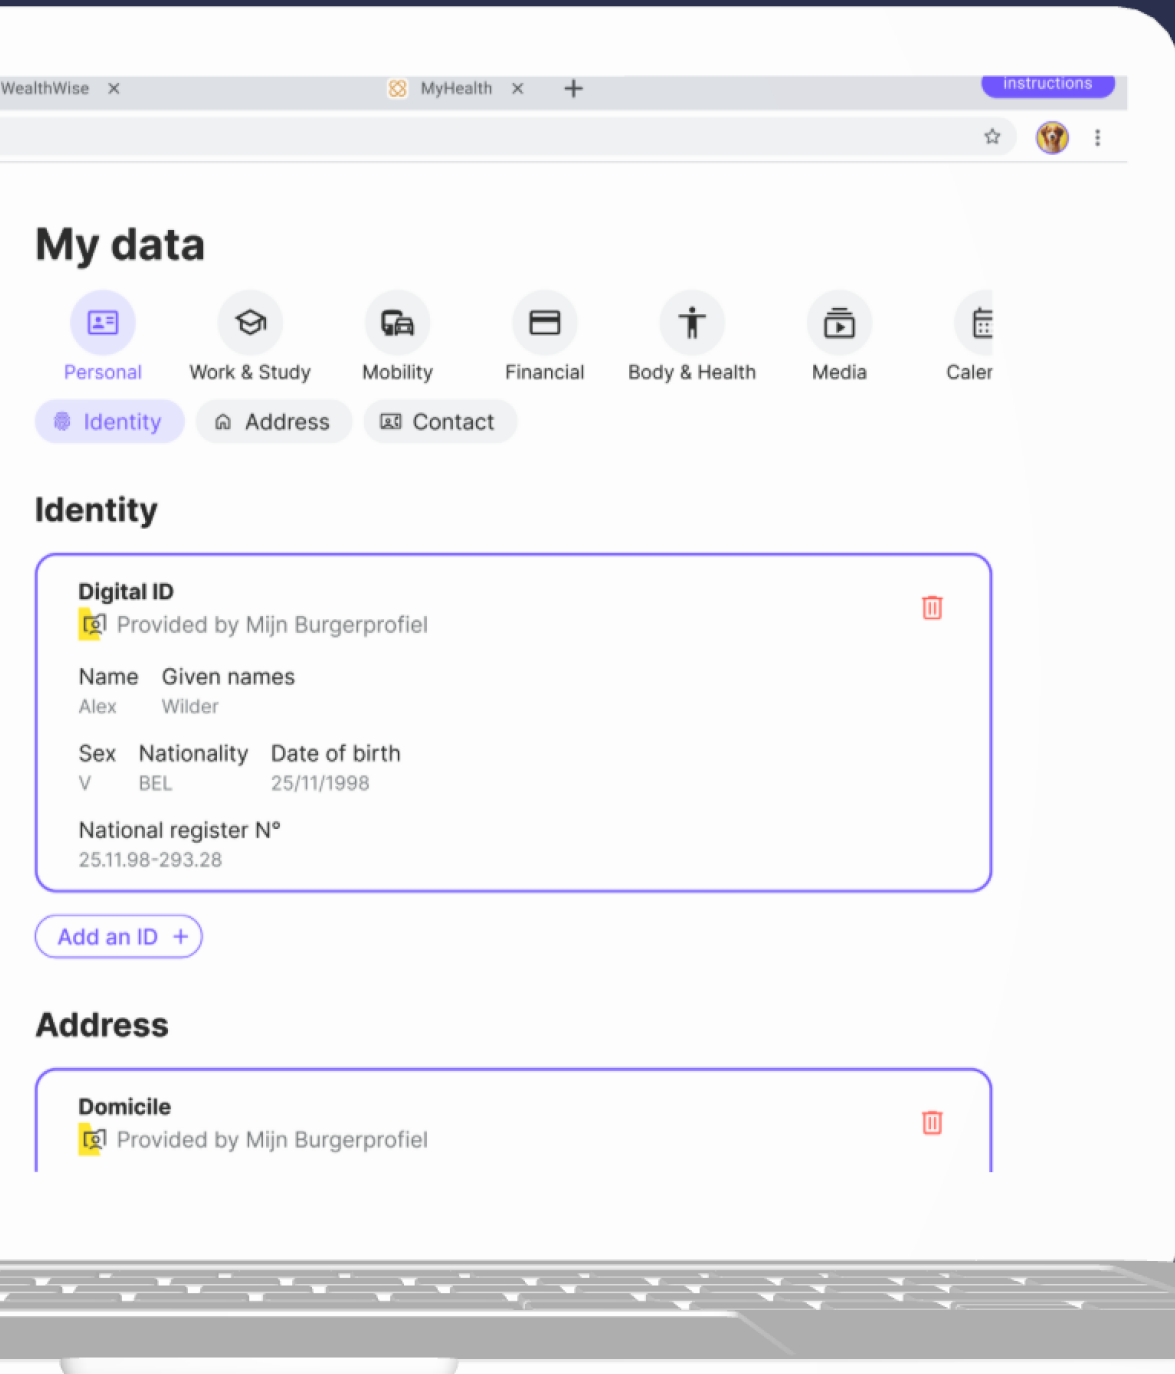 WealthWise
MyHealth
instructions
My data
Personal
Work & Study
Mobility
Financial
Body & Health
Media
Caler
Identity
Address
Contact
Identity
Digital ID
Provided by Mijn Burgerprofiel
Name Given names
Alex Wilder
Sex Nationality Date of birth
V BEL 25/11/1998
National register N°
25.11.98-293.28
Add an ID +
Address
Domicile
Provided by Mijn Burgerprofiel